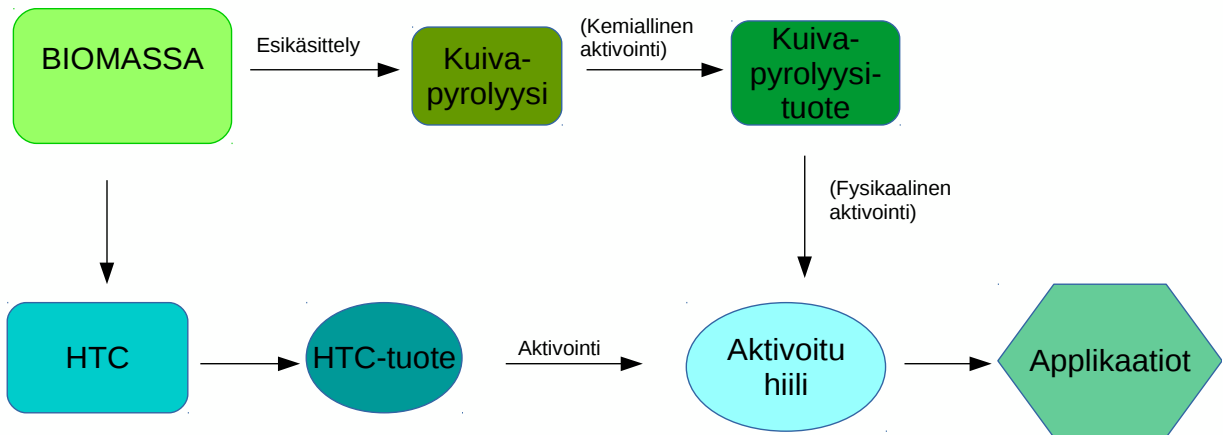 BIOMASSA
Esikäsittely
Kuiva-
pyrolyysi
(Kemiallinen
aktivointi)
Kuiva-
pyrolyysi-
tuote
(Fysikaalinen
aktivointi)
HTC
HTC-tuote
Aktivointi
Aktivoitu
hiili
Applikaatiot